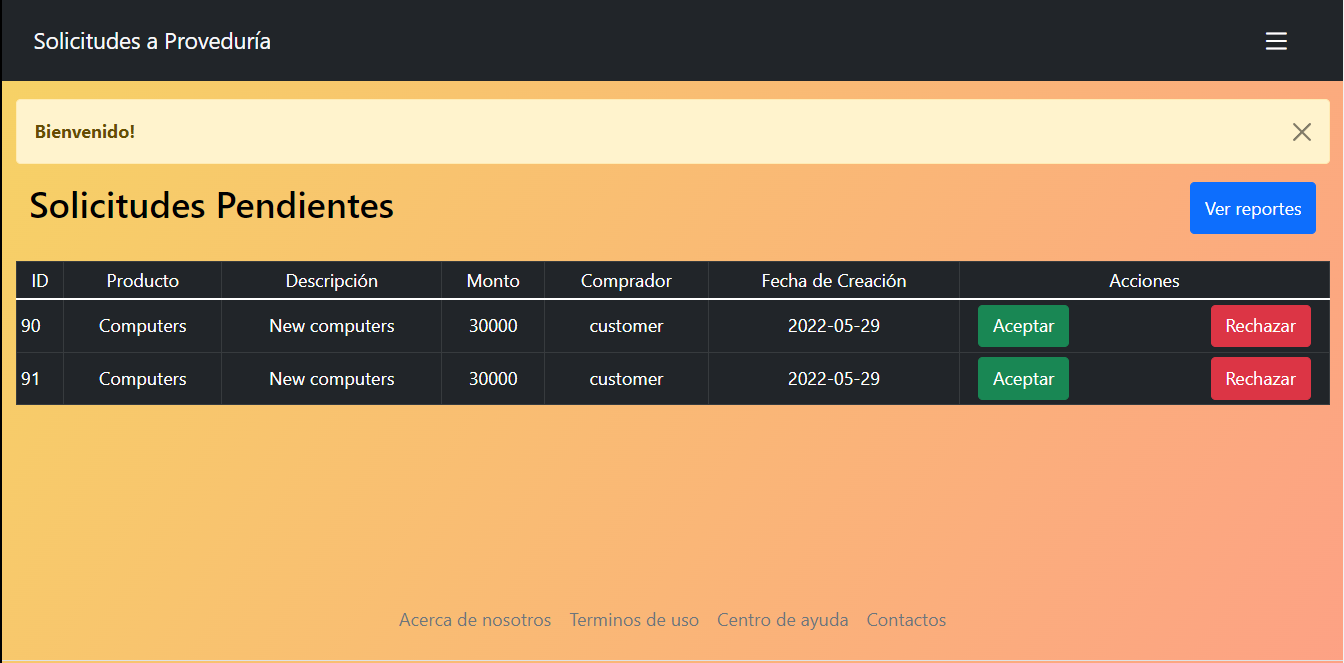 Solicitudes a Proveduría
Bienvenido!
Solicitudes Pendientes
Ver reportes
ID Producto Descripción Monto Comprador Fecha de Creación Acciones
90 Computers New computers 30000 customer 2022-05-29 Aceptar Rechazar
91 Computers New computers 30000 customer 2022-05-29 Aceptar Rechazar
Acerca de nosotros Terminos de uso Centro de ayuda Contactos